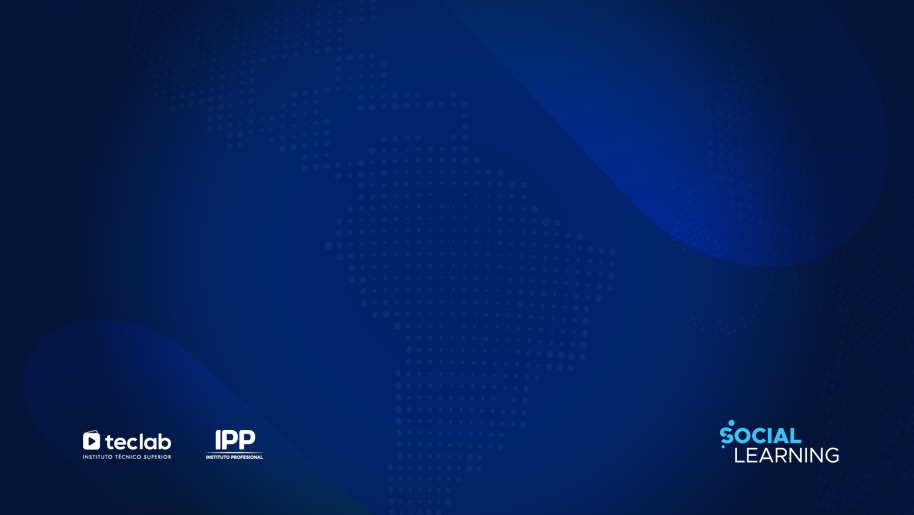 teclab
INSTITUTO TÉCNICO SUPERIOR
IPP
INSTITUTO PROFESIONAL
SOCIAL
LEARNING